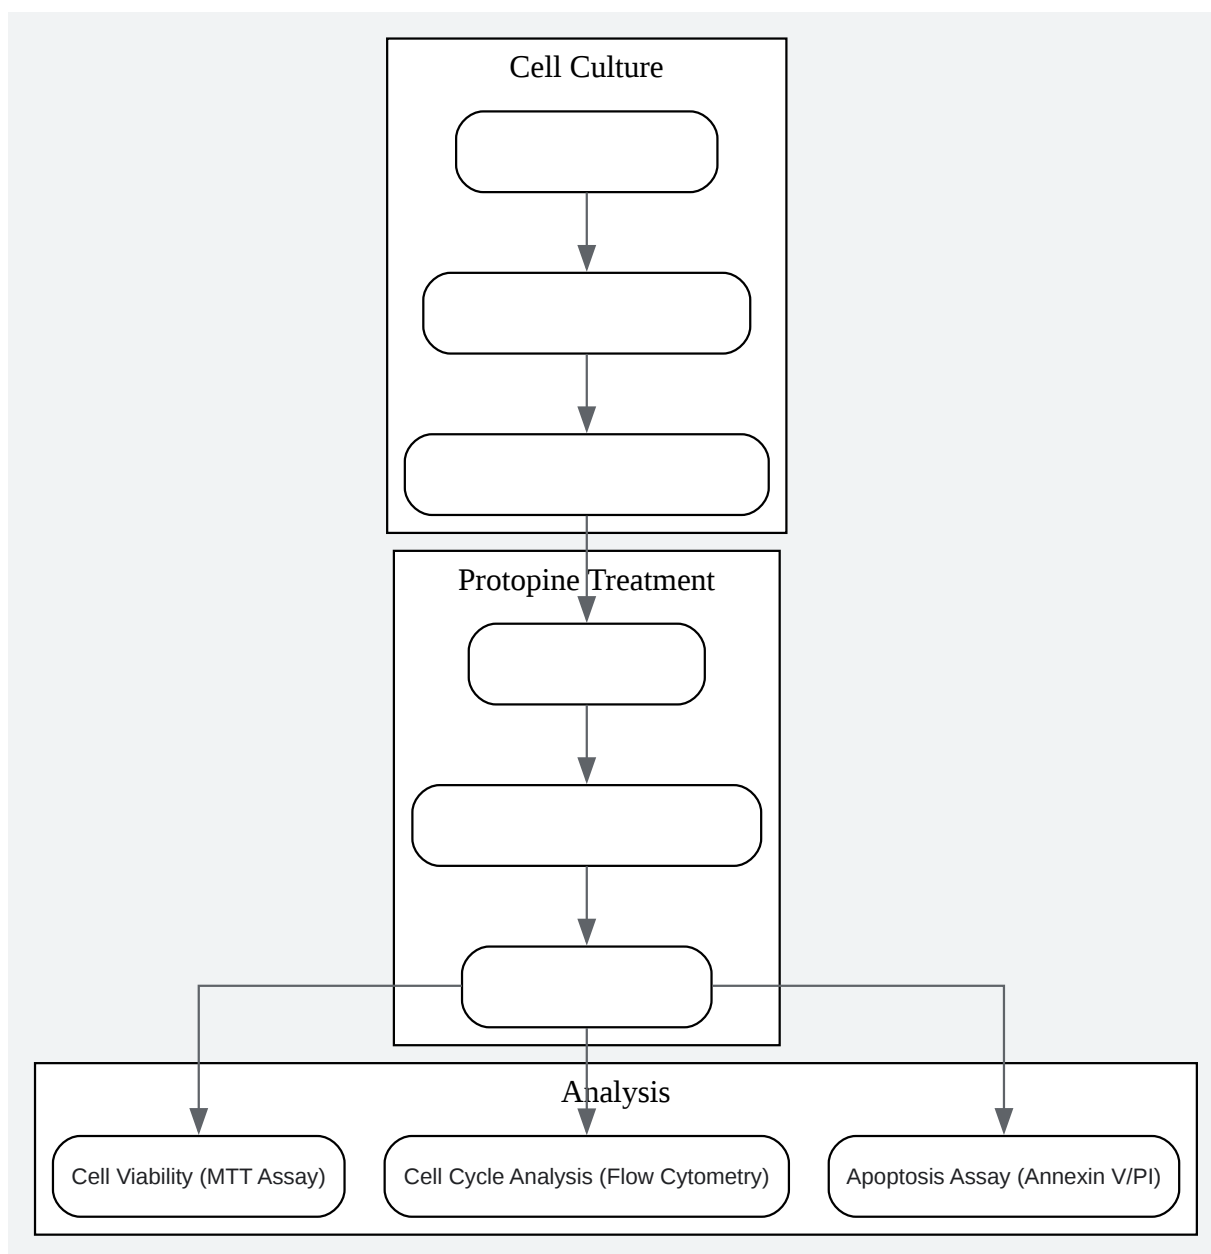 Cell Culture
Protopine Treatment
Analysis
Cell Viability (MTT Assay)
Cell Cycle Analysis (Flow Cytometry)
Apoptosis Assay (Annexin V/PI)